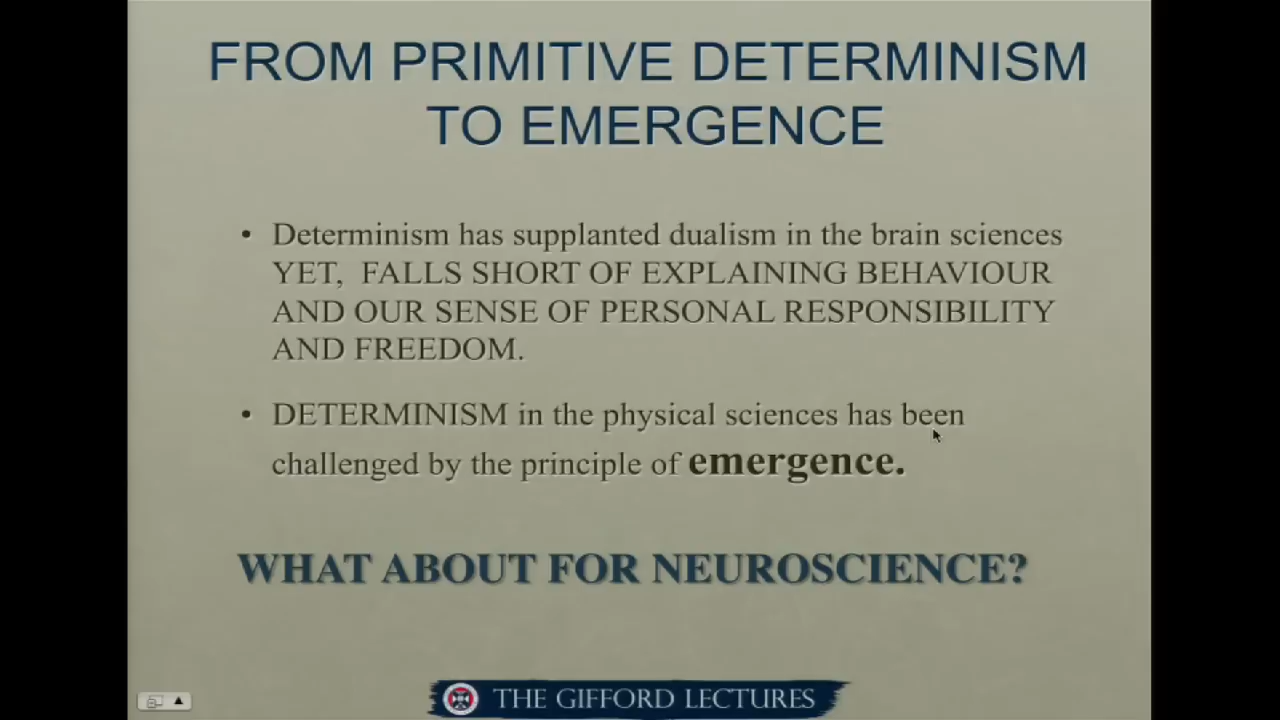 FROM PRIMITIVE DETERMINISM
TO EMERGENCE
• Determinism has supplanted dualism in the brain sciences
YET, FALLS SHORT OF EXPLAINING BEHAVIOUR
AND OUR SENSE OF PERSONAL RESPONSIBILITY
AND FREEDOM.
• DETERMINISM in the physical sciences has been
challenged by the principle of emergence.
WHAT ABOUT FOR NEUROSCIENCE?
THE GIFFORD LECTURES